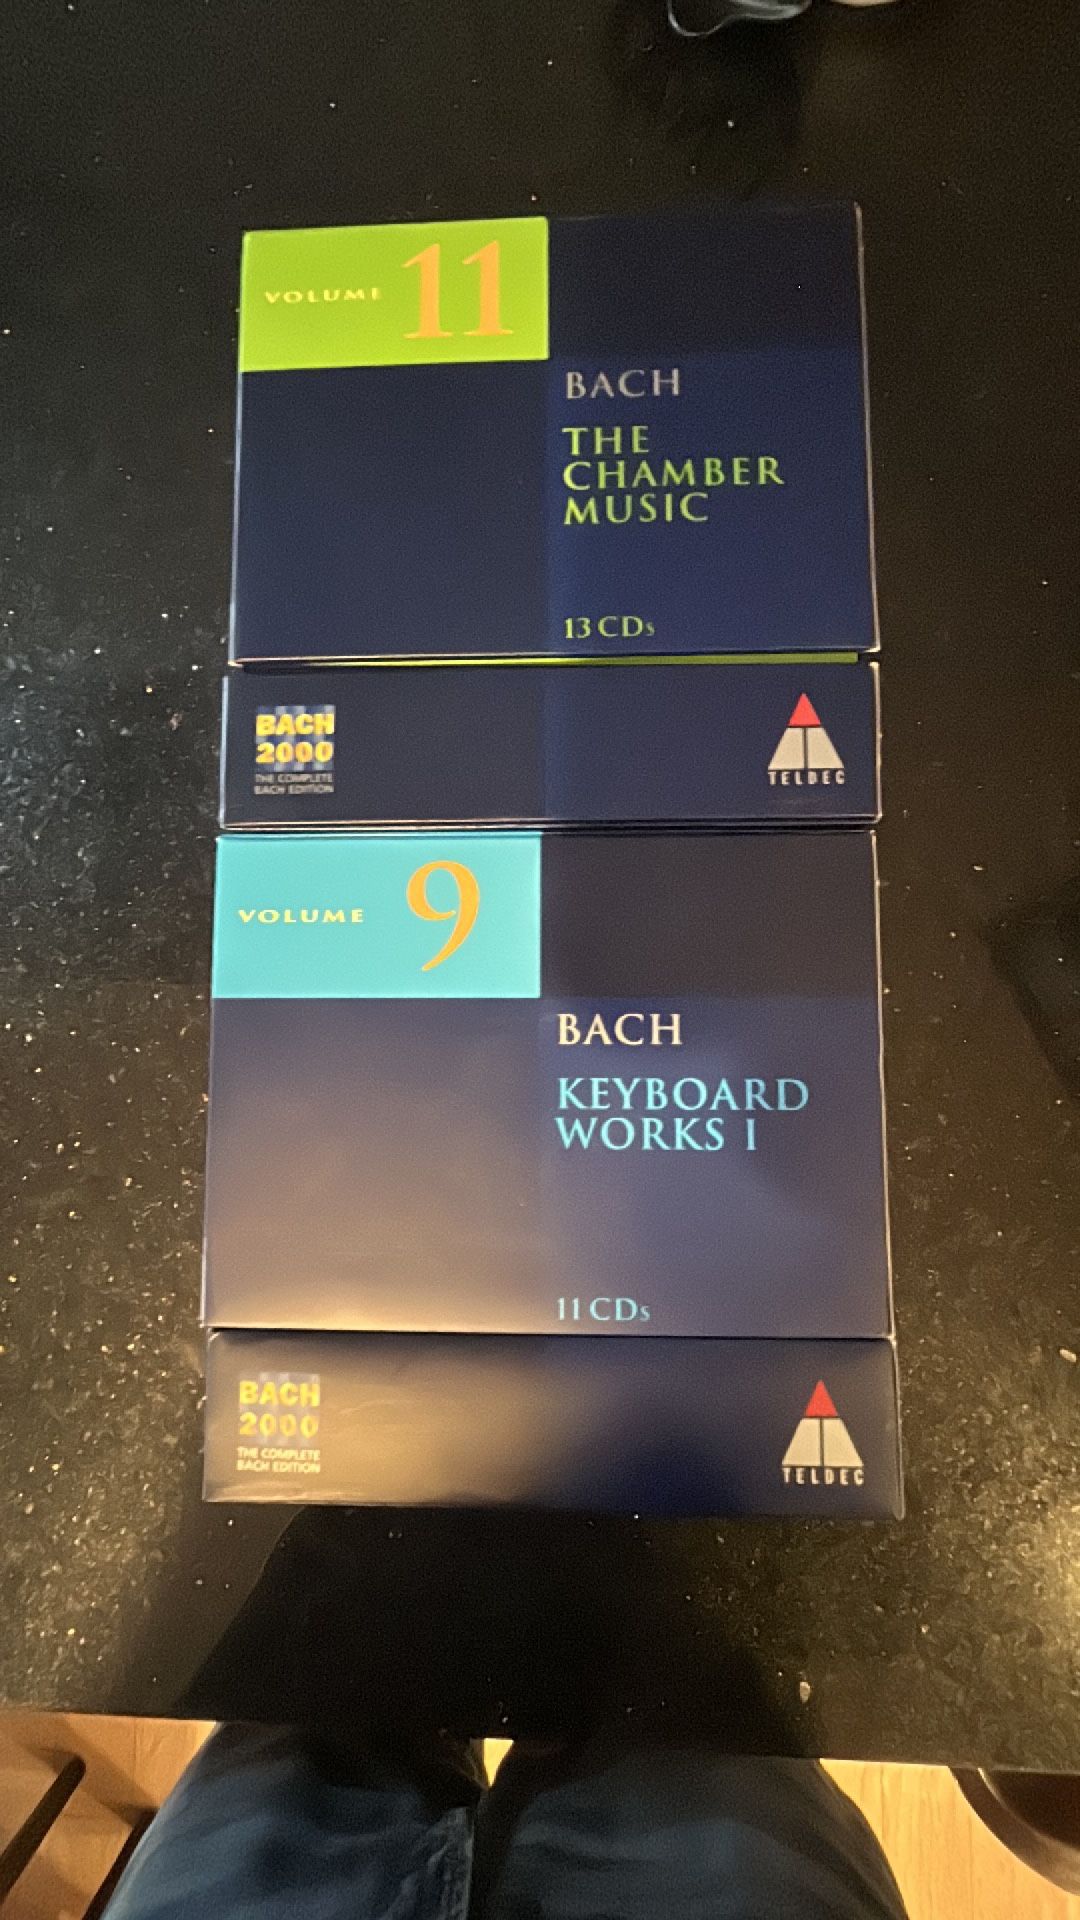 VOLUME 11
BACH
THE
CHAMBER
MUSIC
13 CDs
BACH
2000
THE COMPLETE
BACH EDITION
TELDEC
VOLUME 9
BACH
KEYBOARD
WORKS I
11 CDs
BACH
2000
THE COMPLETE
BACH EDITION
TELDEC